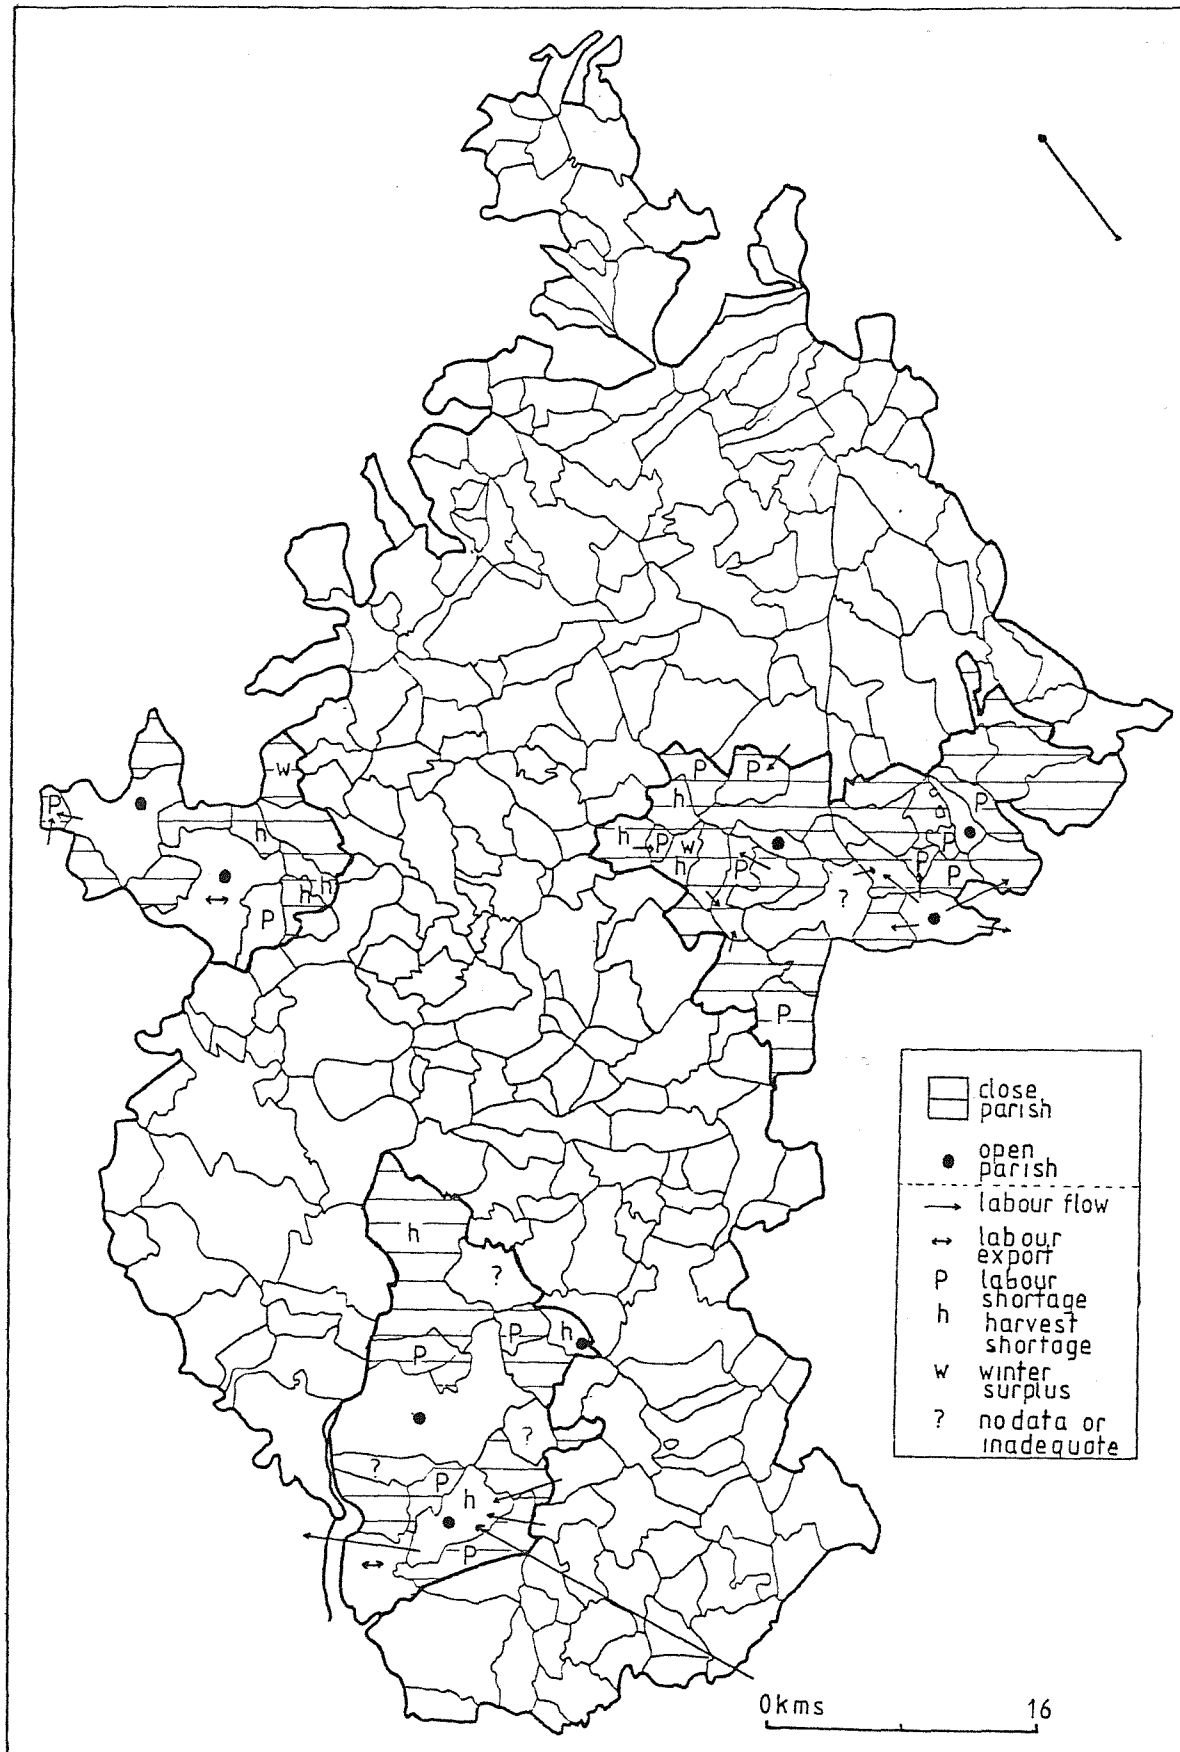 W
P
h
h
h
P
P
P
h
h
P
W
h
P
?
P
P
P
P
P
h
?
P
h
P
?
?
P
h
P
close
parish
open
parish
labour flow
labour
export
P labour
shortage
h harvest
shortage
w winter
surplus
? no data or
inadequate
0kms 16